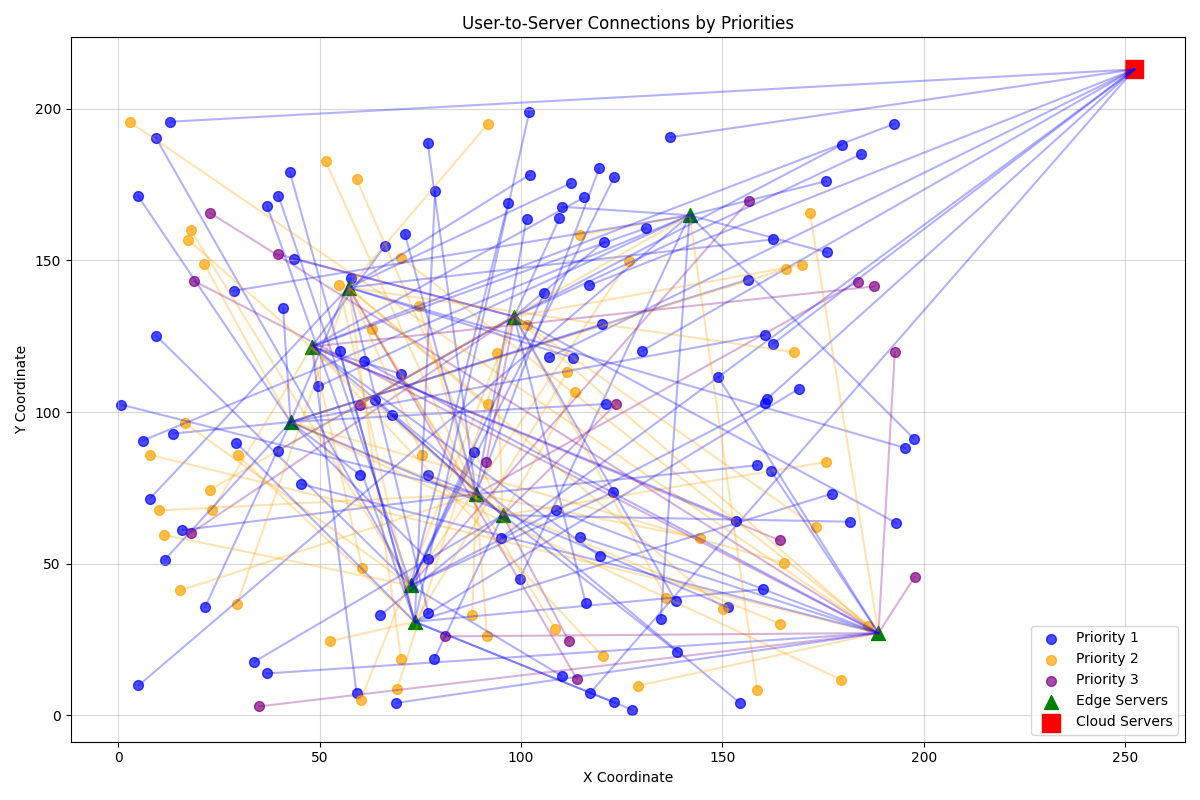 User-to-Server Connections by Priorities
Y Coordinate
200
150
100
50
0
0 50 100 150 200 250
X Coordinate
Priority 1
Priority 2
Priority 3
Edge Servers
Cloud Servers